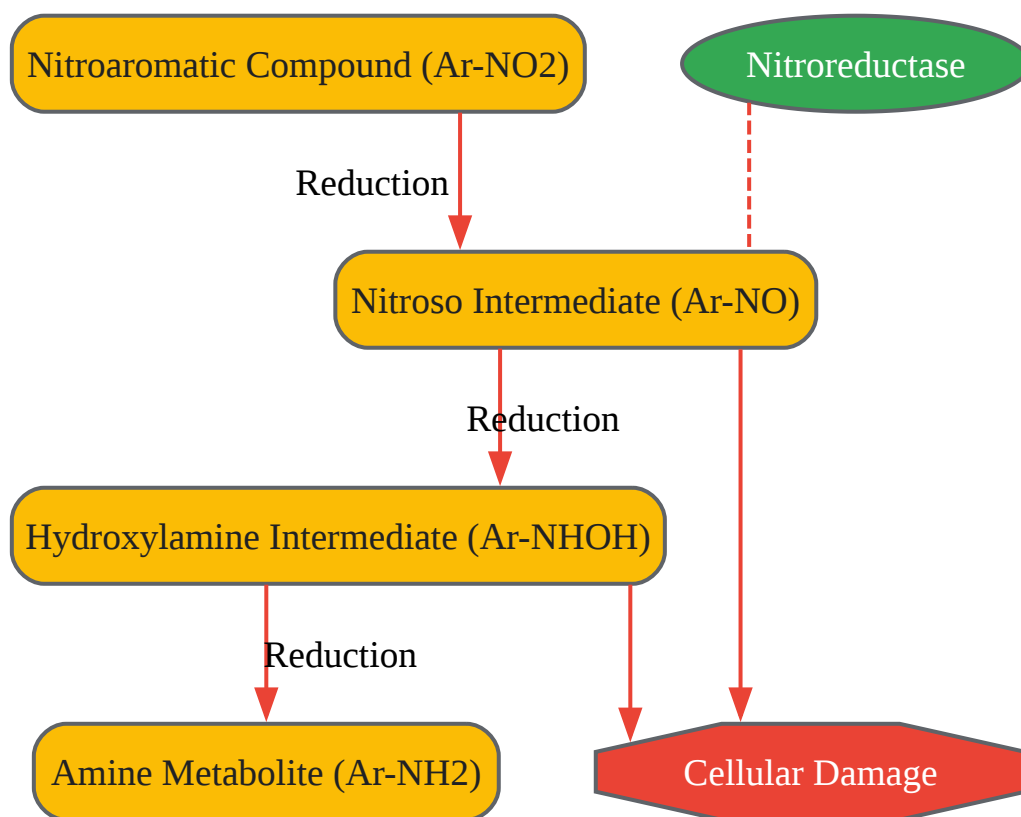 Nitroaromatic Compound (Ar-NO2)
Nitroreductase
Reduction
Nitroso Intermediate (Ar-NO)
Reduction
Hydroxylamine Intermediate (Ar-NHOH)
Reduction
Amine Metabolite (Ar-NH2)
Cellular Damage